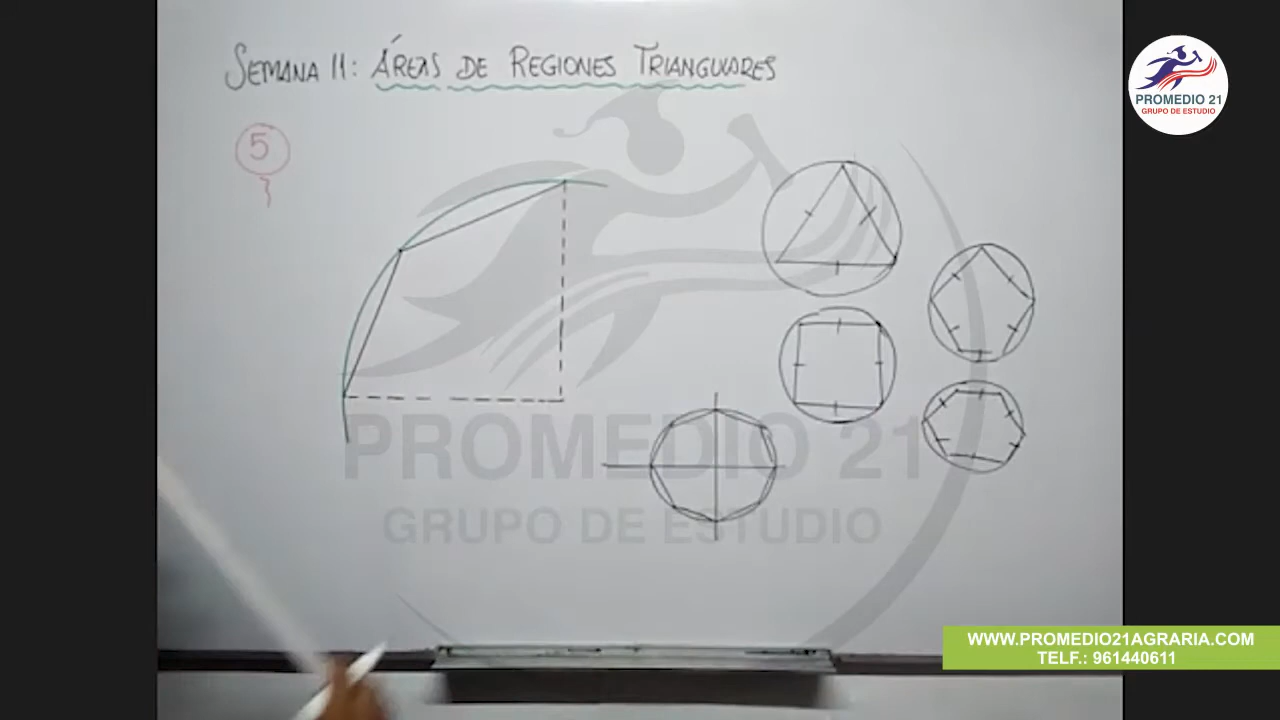 SEMANA 11: ÁREAS DE REGIONES TRIANGULARES
PROMEDIO 21
GRUPO DE ESTUDIO
5
PROMEDIO 21
GRUPO DE ESTUDIO
WWW.PROMEDIO21AGRARIA.COM
TELF.: 961440611